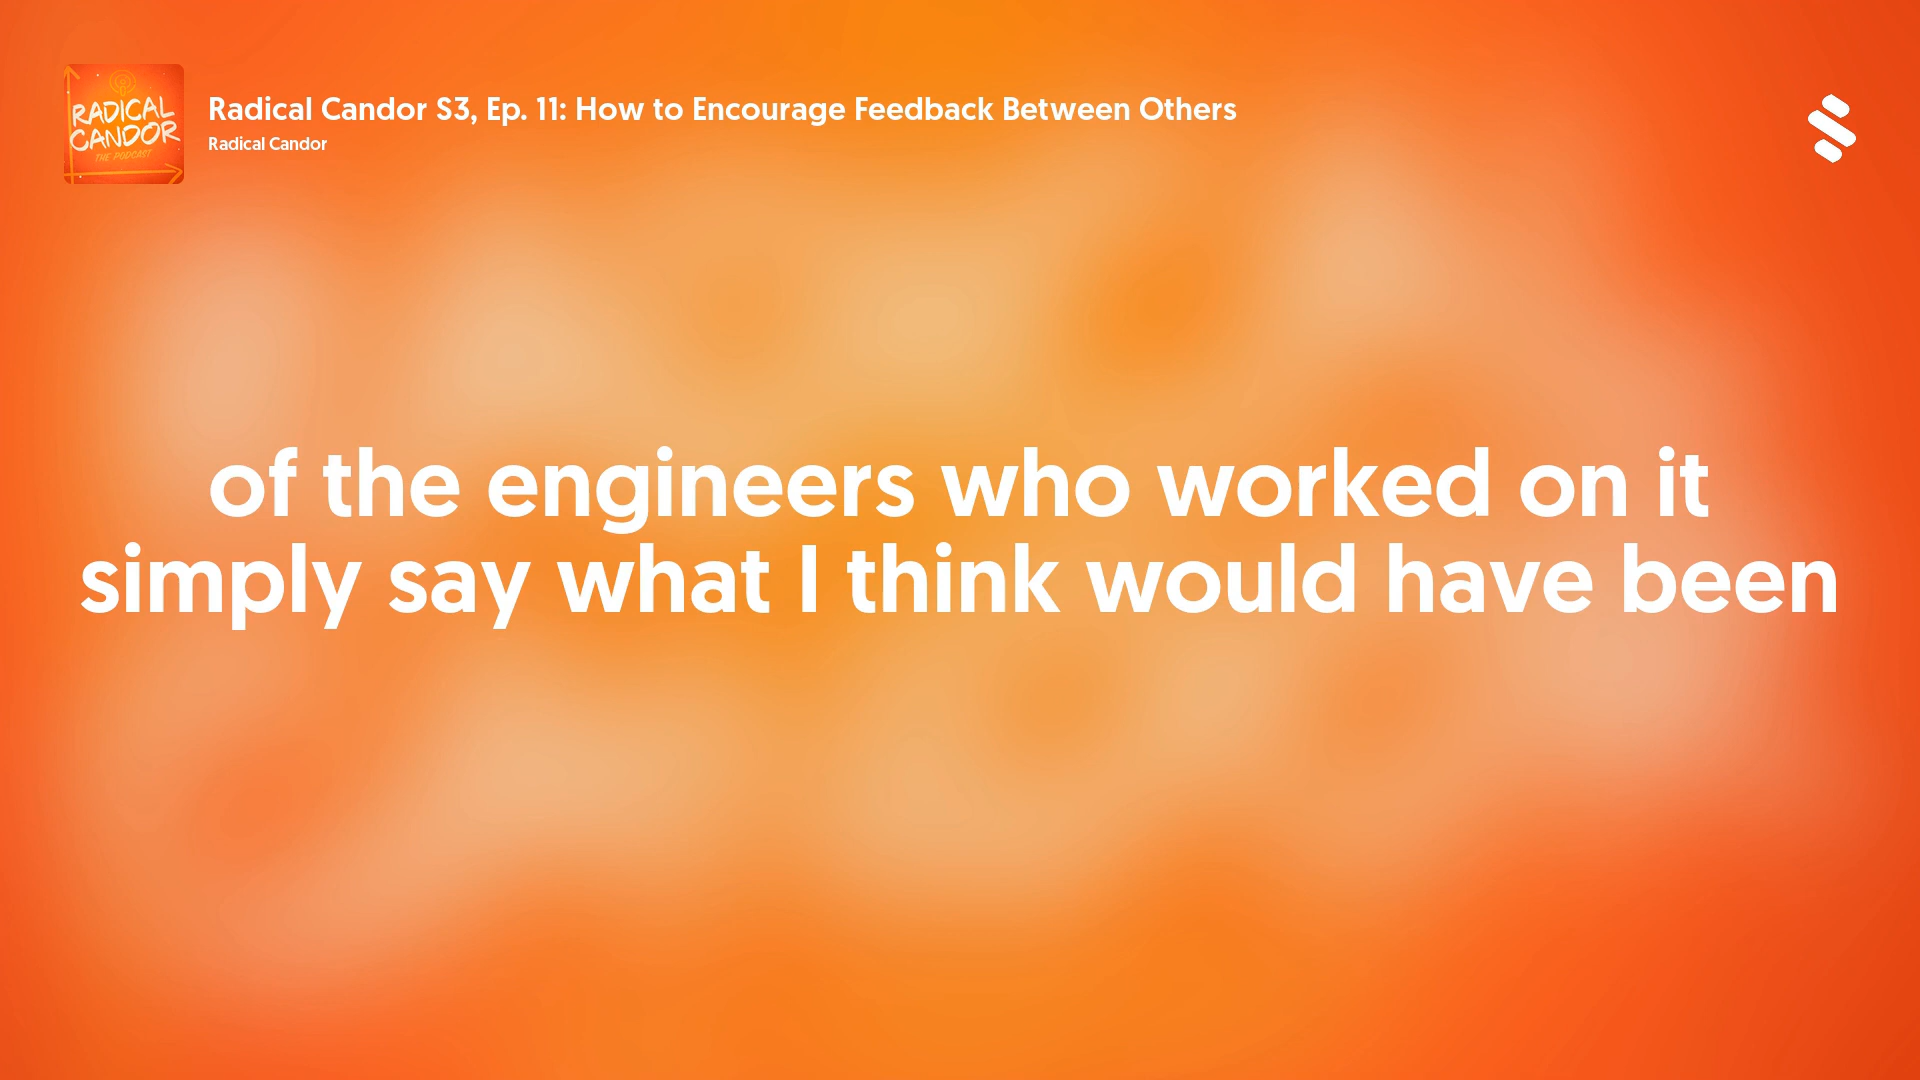 RADICAL
CANDOR
THE PODCAST
Radical Candor S3, Ep. 11: How to Encourage Feedback Between Others
Radical Candor
of the engineers who worked on it
simply say what I think would have been